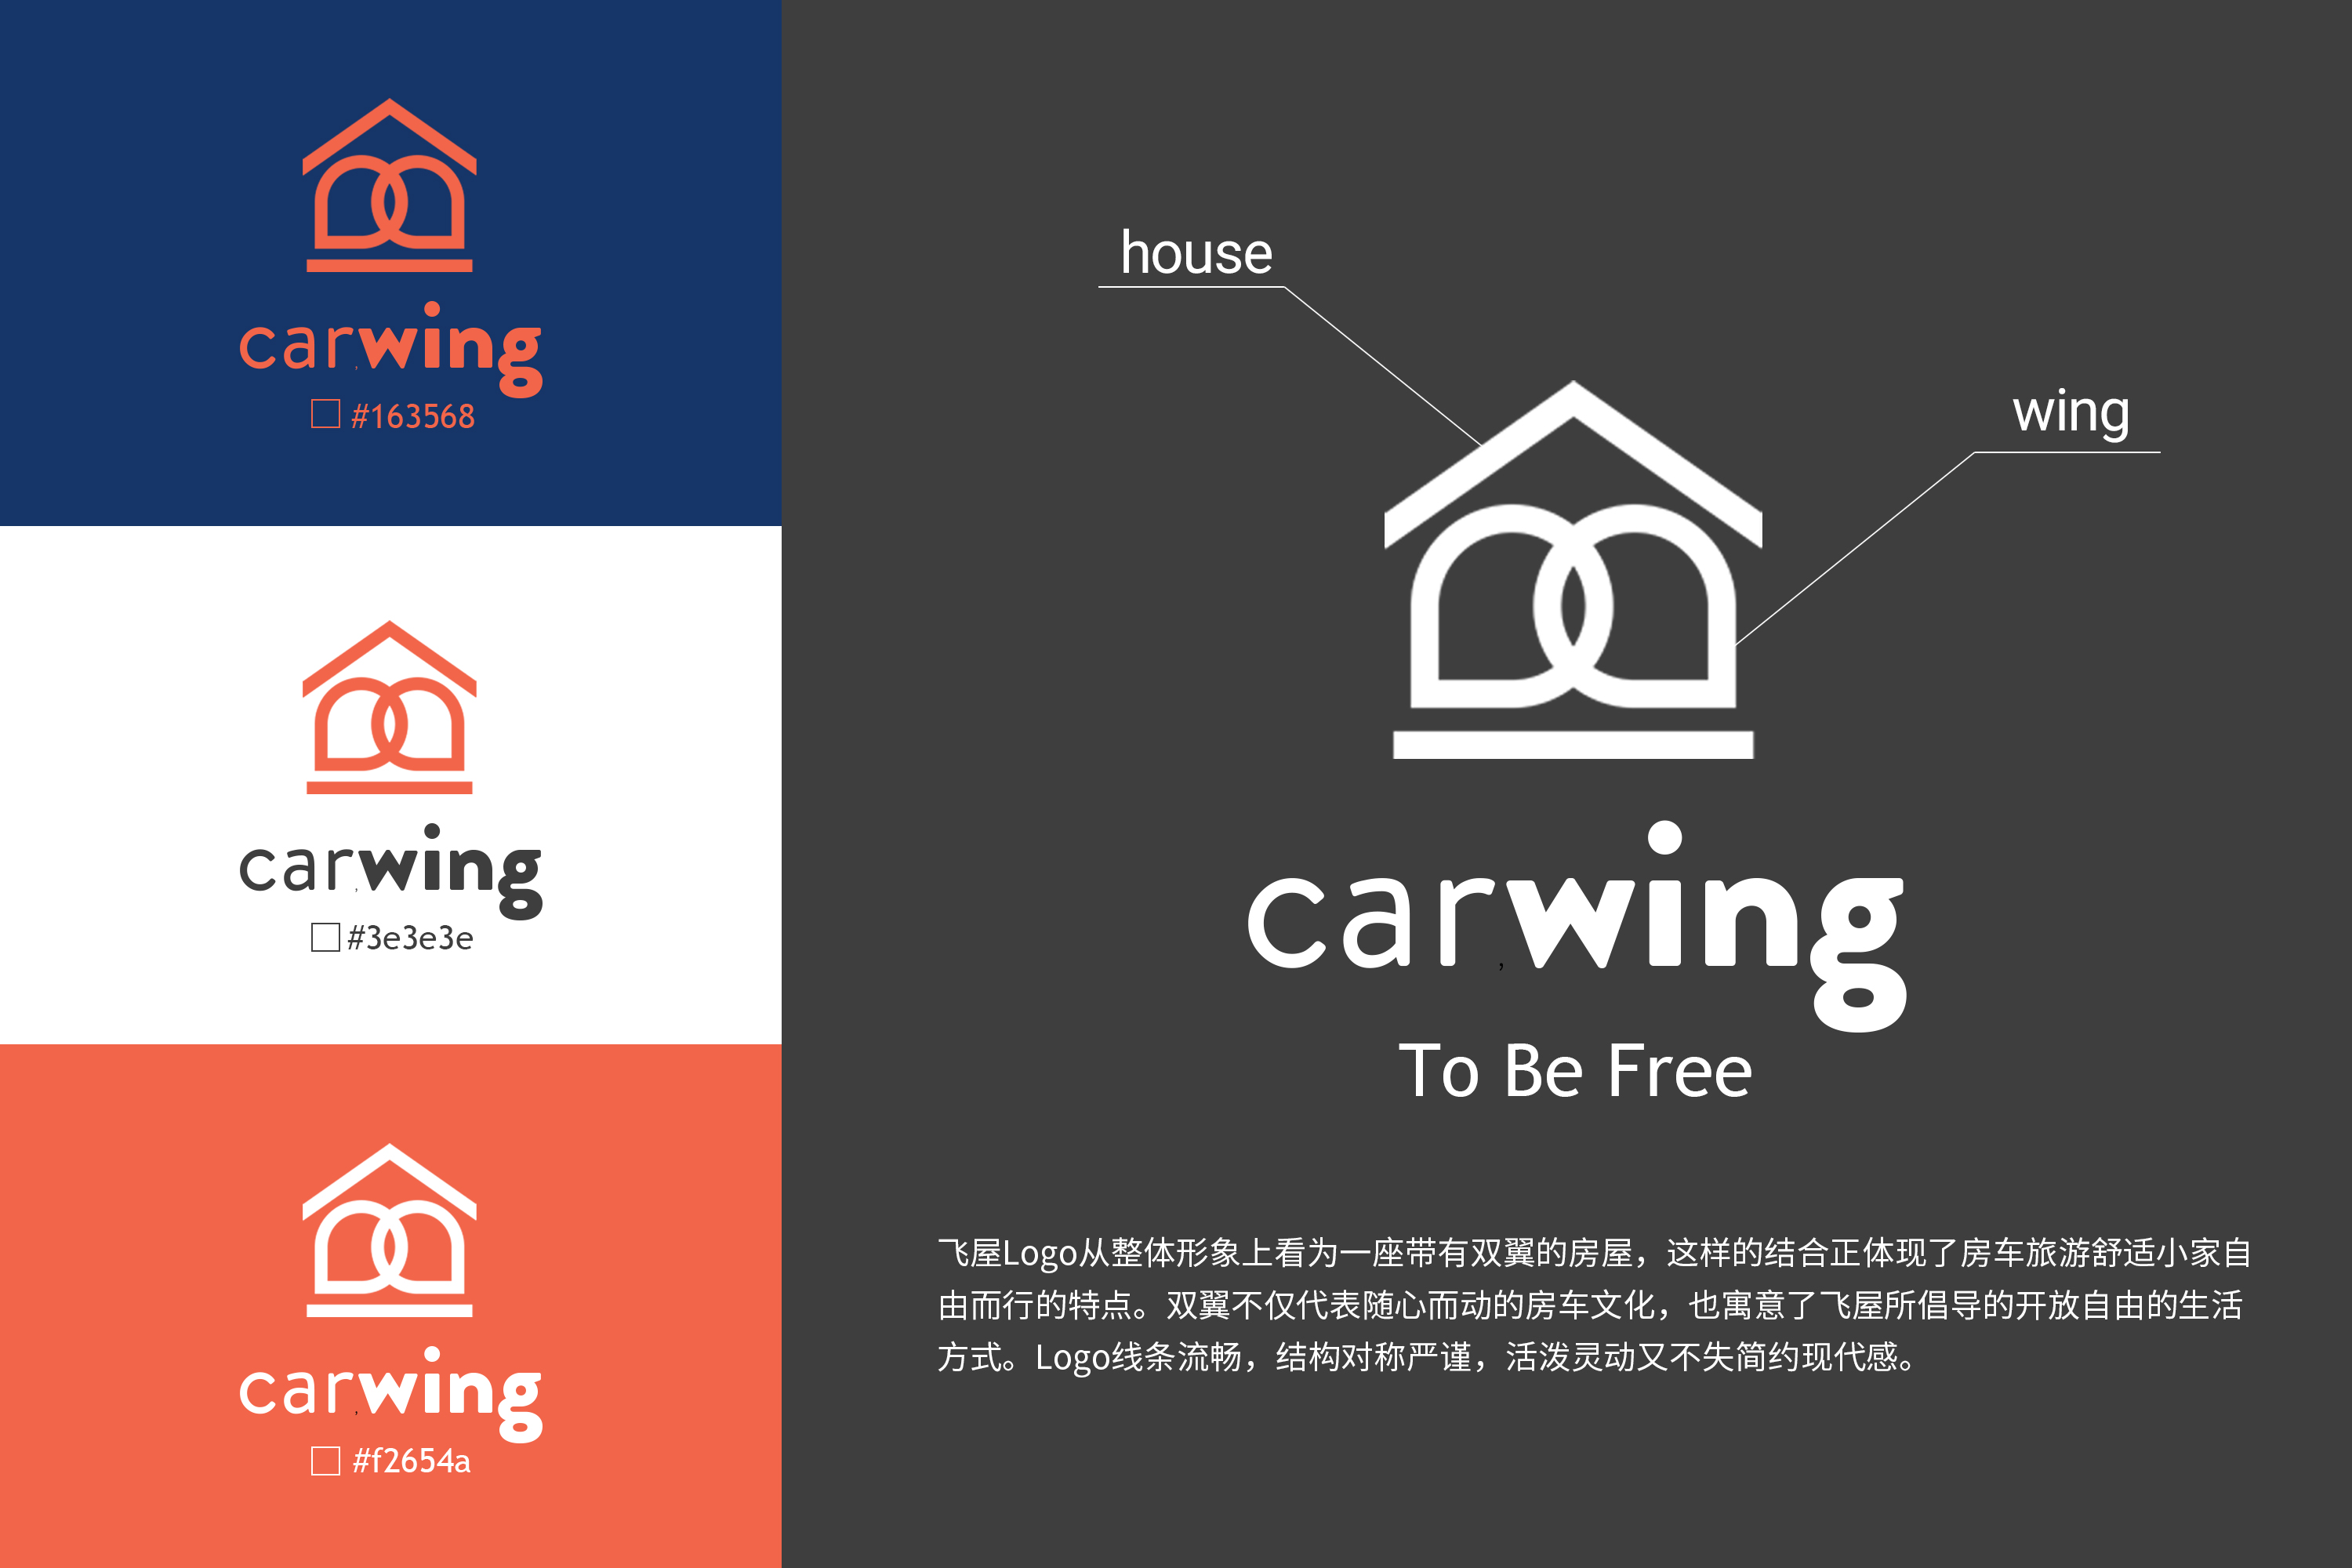 carwing
#163568
carwing
#3e3e3e
carwing
#f2654a
house
wing
carwing
To Be Free
飞屋Logo从整体形象上看为一座带有双翼的房屋，这样的结合正体现了房车旅游舒适小家自
由而行的特点。双翼不仅代表随心而动的房车文化，也寓意了飞屋所倡导的开放自由的生活
方式。Logo线条流畅，结构对称严谨，活泼灵动又不失简约现代感。